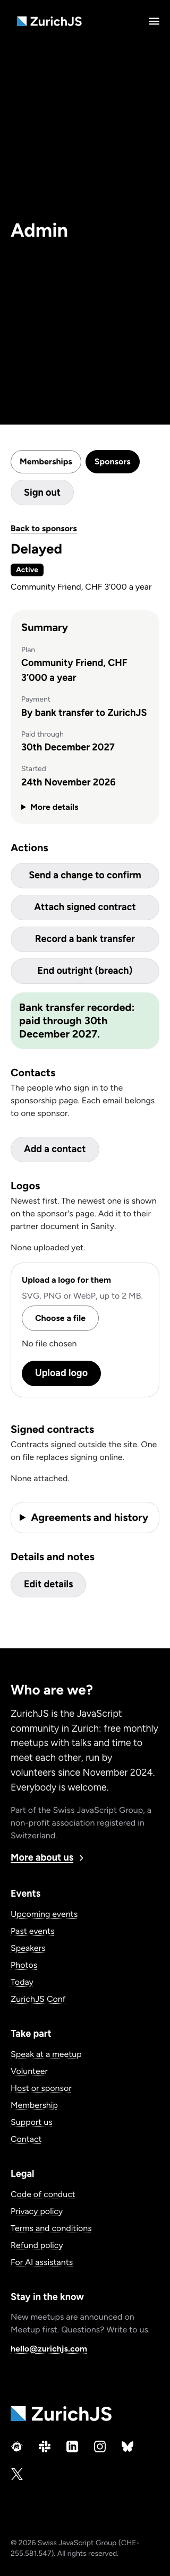 ZurichJS
Admin
Memberships
Sponsors
Sign out
Back to sponsors
Delayed
Active
Community Friend, CHF 3’000 a year
Summary
Plan
Community Friend, CHF
3’000 a year
Payment
By bank transfer to ZurichJS
Paid through
30th December 2027
Started
24th November 2026
More details
Actions
Send a change to confirm
Attach signed contract
Record a bank transfer
End outright (breach)
Bank transfer recorded:
paid through 30th
December 2027.
Contacts
The people who sign in to the
sponsorship page. Each email belongs
to one sponsor.
Add a contact
Logos
Newest first. The newest one is shown
on the sponsor's page. Add it to their
partner document in Sanity.
None uploaded yet.
Upload a logo for them
SVG, PNG or WebP, up to 2 MB.
Choose a file
No file chosen
Upload logo
Signed contracts
Contracts signed outside the site. One
on file replaces signing online.
None attached.
Agreements and history
Details and notes
Edit details
Who are we?
ZurichJS is the JavaScript
community in Zurich: free monthly
meetups with talks and time to
meet each other, run by
volunteers since November 2024.
Everybody is welcome.
Part of the Swiss JavaScript Group, a
non-profit association registered in
Switzerland.
More about us
Events
Upcoming events
Past events
Speakers
Photos
Today
ZurichJS Conf
Take part
Speak at a meetup
Volunteer
Host or sponsor
Membership
Support us
Contact
Legal
Code of conduct
Privacy policy
Terms and conditions
Refund policy
For AI assistants
Stay in the know
New meetups are announced on
Meetup first. Questions? Write to us.
hello@zurichjs.com
ZurichJS
© 2026 Swiss JavaScript Group (CHE-
255.581.547). All rights reserved.